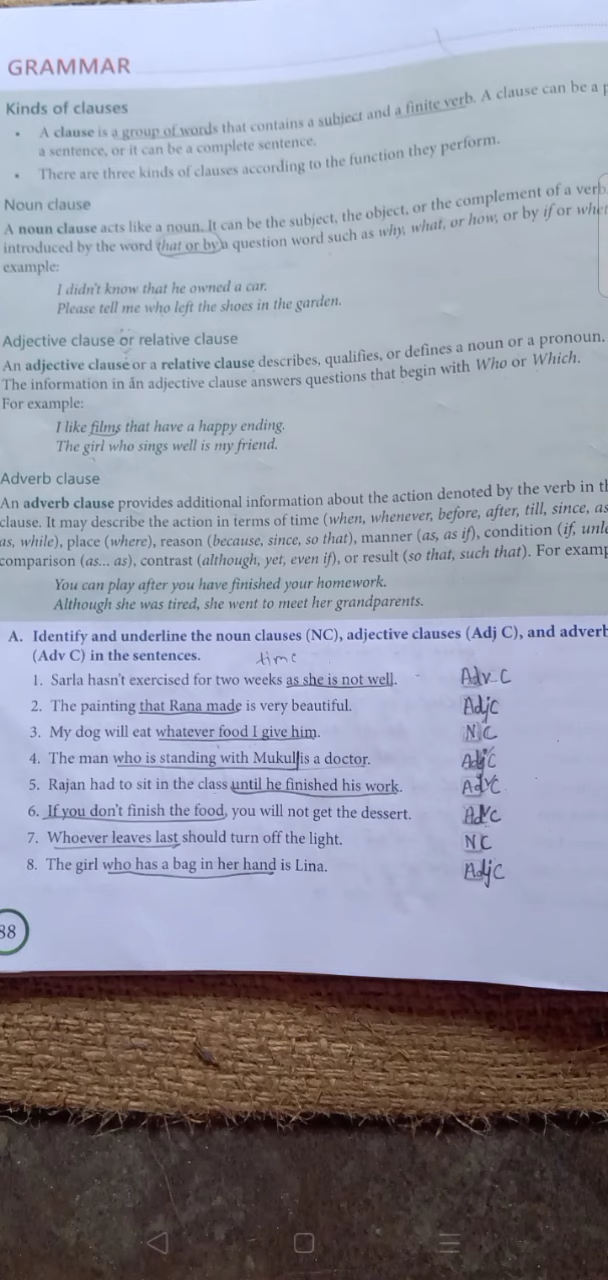 GRAMMAR
Kinds of clauses
• A clause is a group of words that contains a subject and a finite verb. A clause can be a
a sentence, or it can be a complete sentence.
• There are three kinds of clauses according to the function they perform.
Noun clause
A noun clause acts like a noun. It can be the subject, the object, or the complement of a verb.
introduced by the word that or by a question word such as why, what, or how, or by if or
example:
I didn't know that he owned a car.
Please tell me who left the shoes in the garden.
Adjective clause or relative clause
An adjective clause or a relative clause describes, qualifies, or defines a noun or a pronoun.
The information in an adjective clause answers questions that begin with Who or Which.
For example:
I like films that have a happy ending.
The girl who sings well is my friend.
Adverb clause
An adverb clause provides additional information about the action denoted by the verb in
clause. It may describe the action in terms of time (when, whenever, before, after, till, since, as
as, while), place (where), reason (because, since, so that), manner (as, as if), condition (if,
comparison (as... as), contrast (although, yet, even if), or result (so that, such that). For
You can play after you have finished your homework.
Although she was tired, she went to meet her grandparents.
A. Identify and underline the noun clauses (NC), adjective clauses (Adj C), and adverb
(Adv C) in the sentences. time
1. Sarla hasn't exercised for two weeks as she is not well. Adv C
2. The painting that Rana made is very beautiful. AdjC
3. My dog will eat whatever food I give him. NC
4. The man who is standing with Mukul is a doctor. AdjC
5. Rajan had to sit in the class until he finished his work. AdvC
6. If you don't finish the food, you will not get the dessert. AdvC
7. Whoever leaves last should turn off the light. NC
8. The girl who has a bag in her hand is Lina. AdjC
88